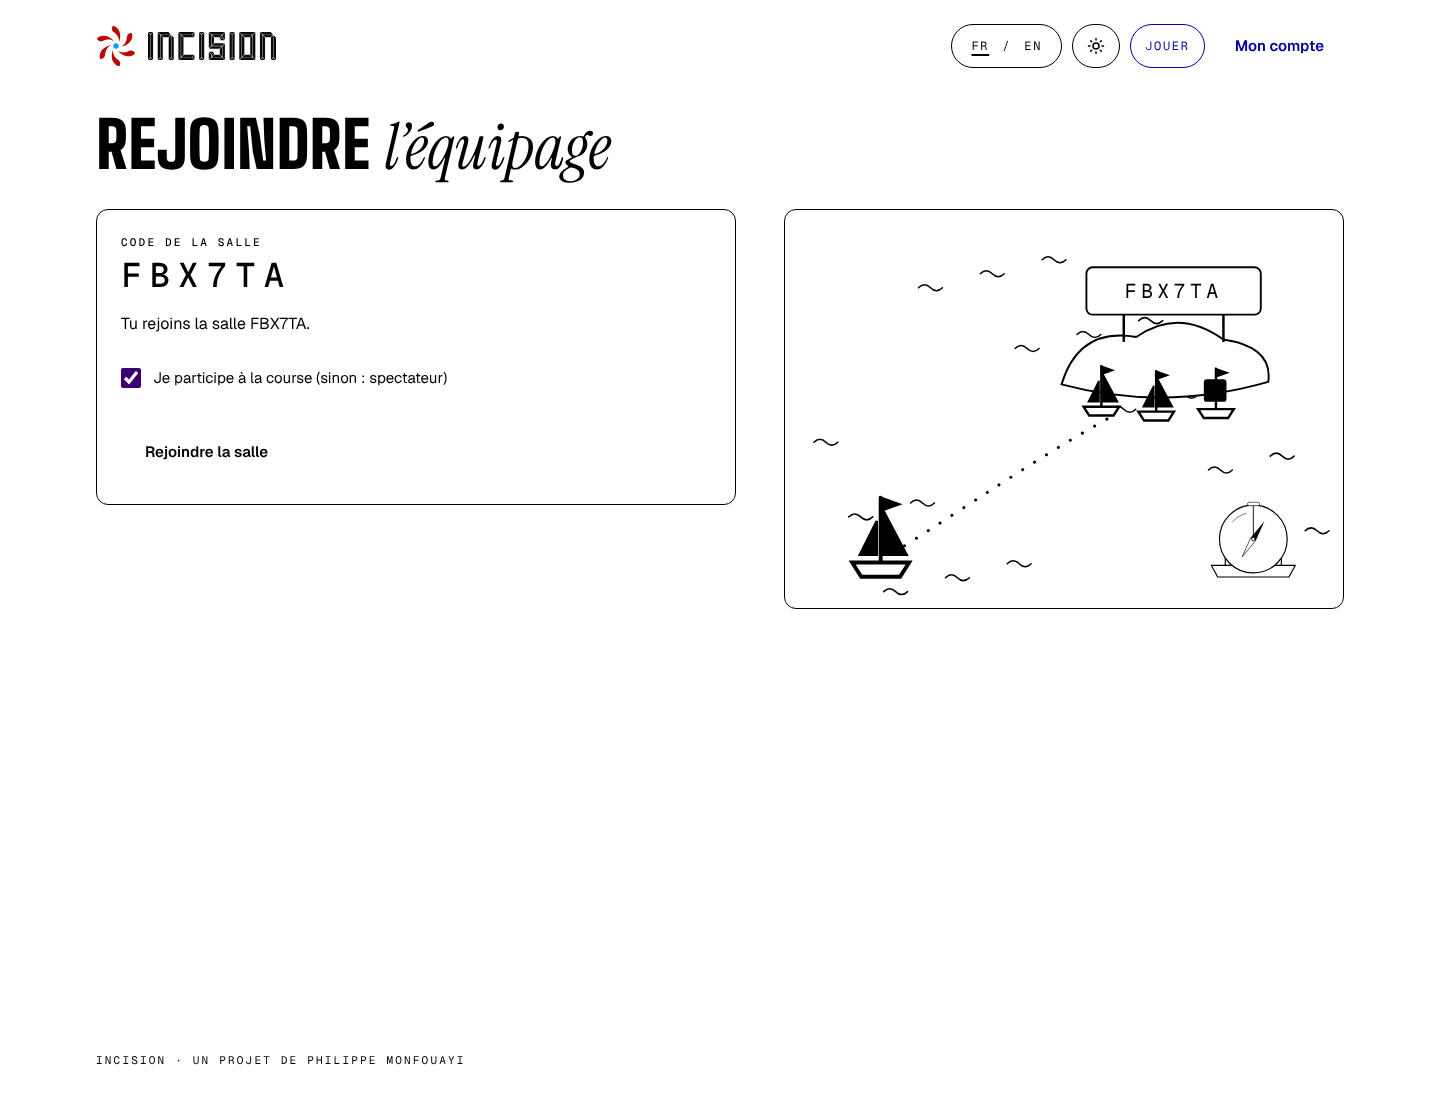 INCISION
FR / EN
JOUER
Mon compte
REJOINDRE l’équipage
CODE DE LA SALLE
FBX7TA
Tu rejoins la salle FBX7TA.
Je participe à la course (sinon : spectateur)
Rejoindre la salle
FBX7TA
INCISION · UN PROJET DE PHILIPPE MONFOUAYI